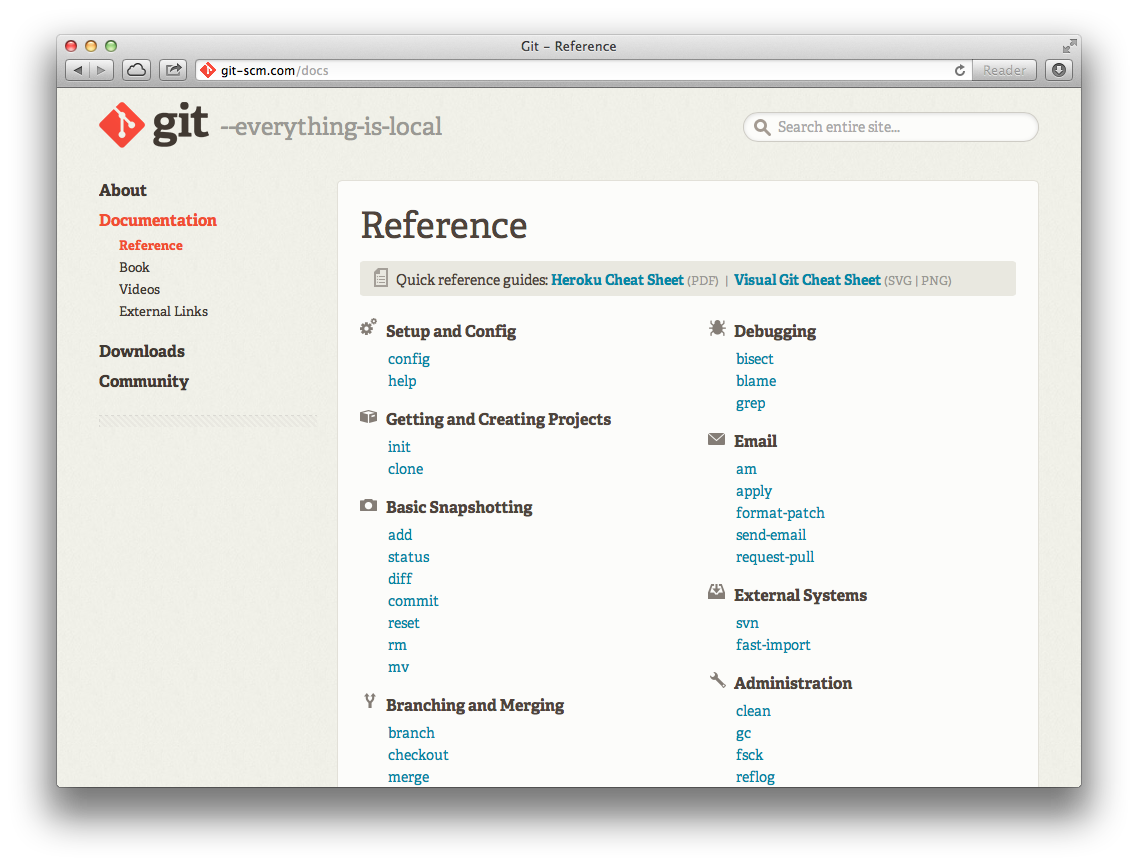 Git – Reference
git-scm.com/docs
Reader
git --everything-is-local
Search entire site...
About
Documentation
Reference
Book
Videos
External Links
Downloads
Community
Reference
Quick reference guides: Heroku Cheat Sheet (PDF) | Visual Git Cheat Sheet (SVG | PNG)
Setup and Config
config
help
Getting and Creating Projects
init
clone
Basic Snapshotting
add
status
diff
commit
reset
rm
mv
Branching and Merging
branch
checkout
merge
Debugging
bisect
blame
grep
Email
am
apply
format-patch
send-email
request-pull
External Systems
svn
fast-import
Administration
clean
gc
fsck
reflog